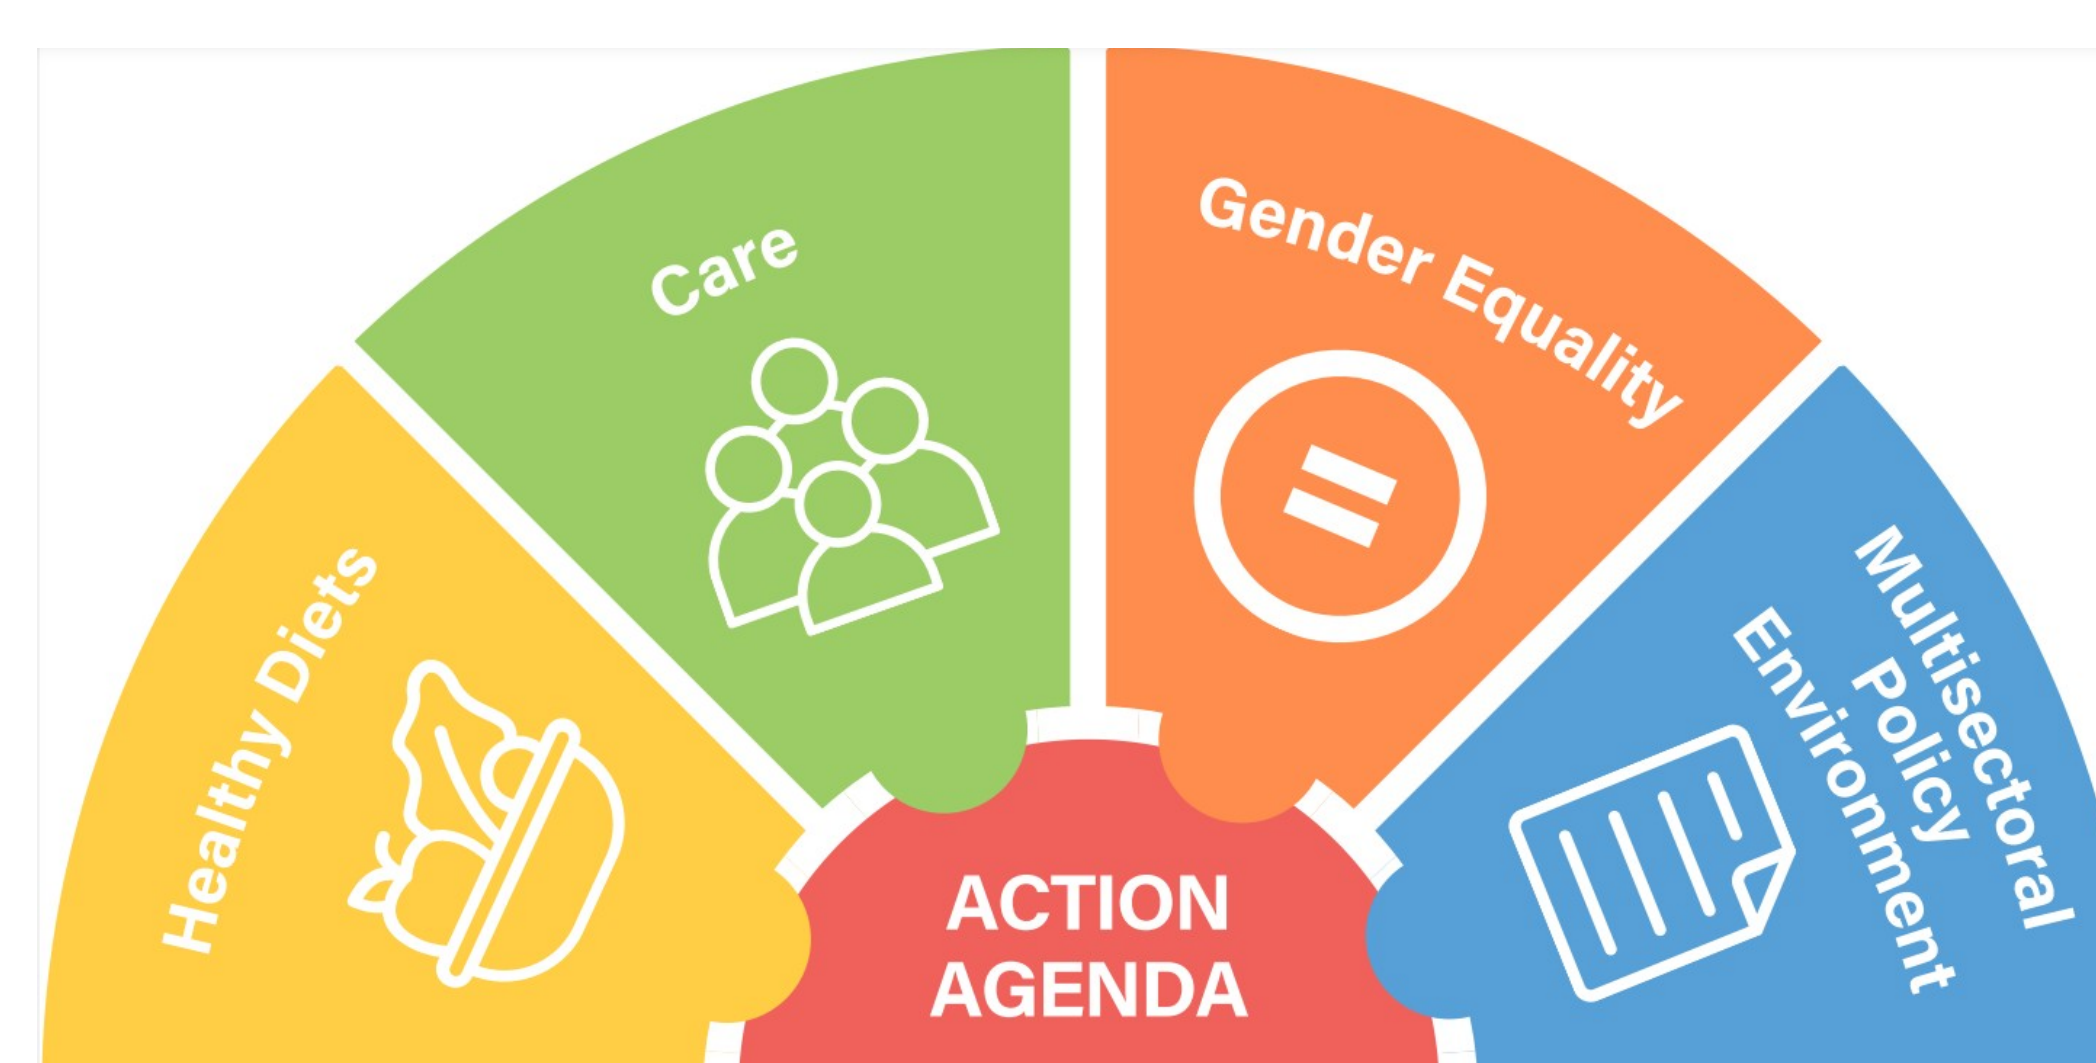 Healthy Diets
Care
Gender Equality
Multisectoral
Policy
Environment
ACTION
AGENDA